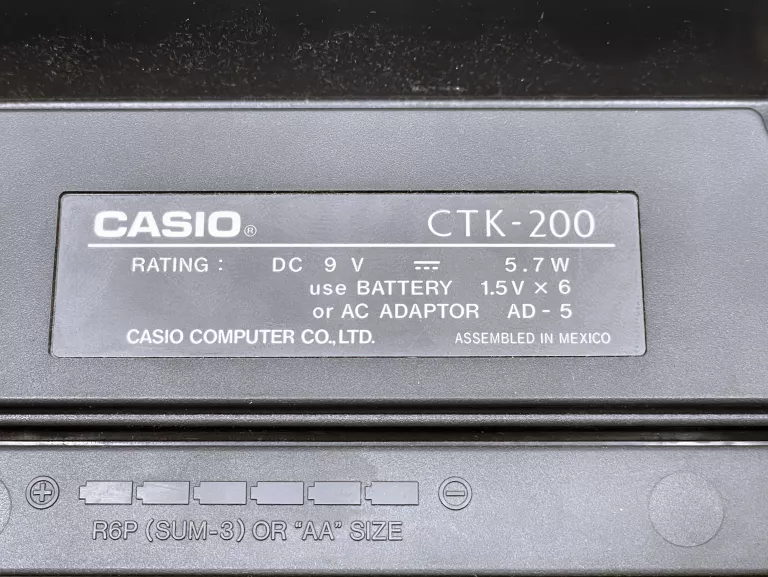 CASIO® CTK-200
RATING : DC 9 V ⎓ 5.7 W
use BATTERY 1.5 V × 6
or AC ADAPTOR AD - 5
CASIO COMPUTER CO., LTD. ASSEMBLED IN MEXICO
R6P (SUM-3) OR "AA" SIZE